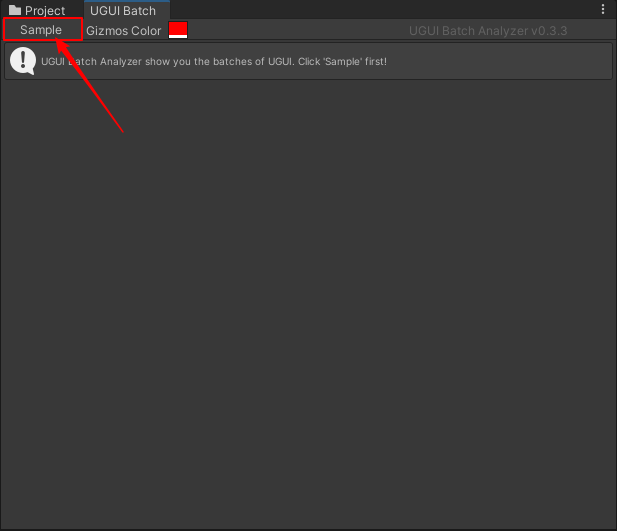 Project UGUI Batch
Sample Gizmos Color UGUI Batch Analyzer v0.3.3
UGUI Batch Analyzer show you the batches of UGUI. Click 'Sample' first!